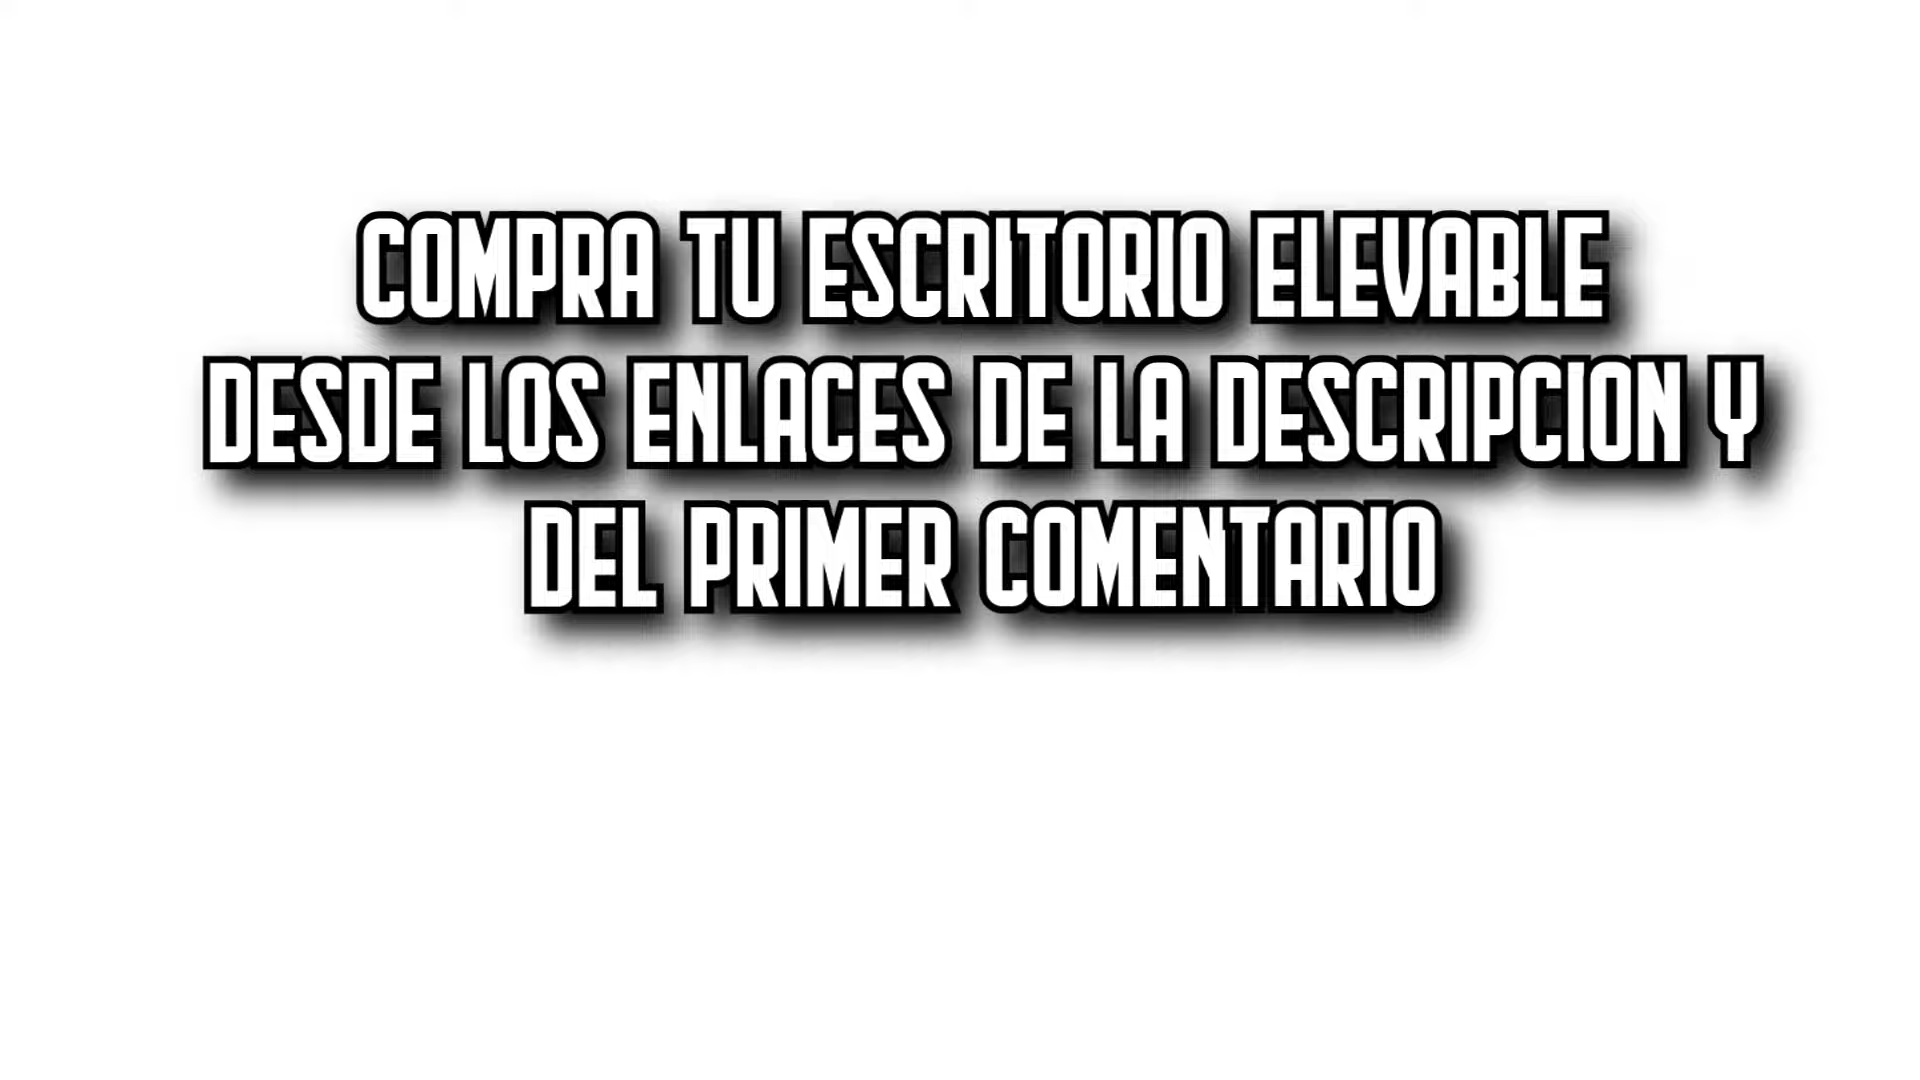 COMPRA TU ESCRITORIO ELEVABLE
DESDE LOS ENLACES DE LA DESCRIPCION Y
DEL PRIMER COMENTARIO